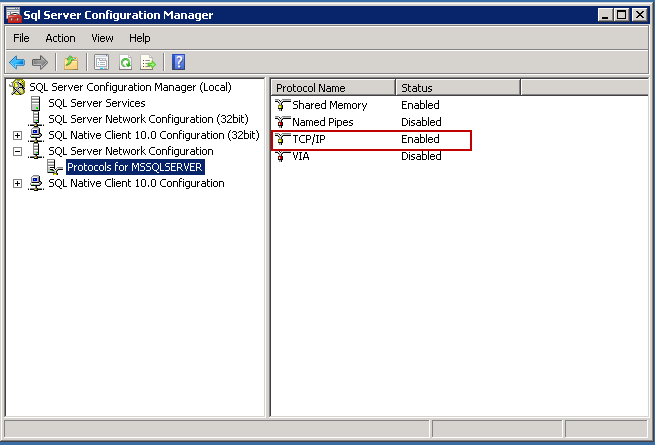 Sql Server Configuration Manager
File Action View Help
SQL Server Configuration Manager (Local)
SQL Server Services
SQL Server Network Configuration (32bit)
SQL Native Client 10.0 Configuration (32bit)
SQL Server Network Configuration
Protocols for MSSQLSERVER
SQL Native Client 10.0 Configuration
Protocol Name Status
Shared Memory Enabled
Named Pipes Disabled
TCP/IP Enabled
VIA Disabled